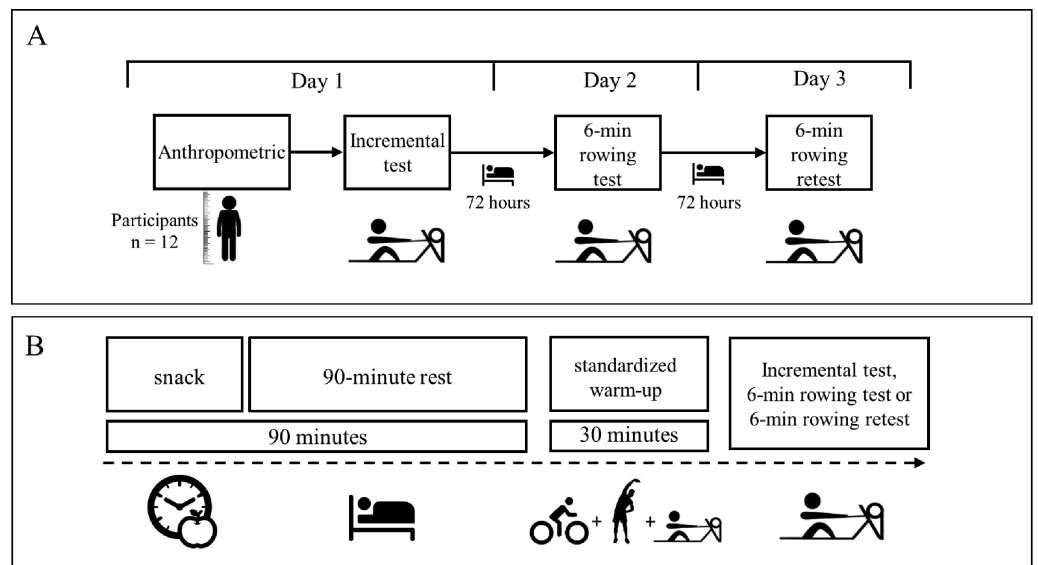 A
Day 1
Day 2
Day 3
Anthropometric
Incremental
test
6-min
rowing
test
6-min
rowing
retest
72 hours
72 hours
Participants
n = 12
B
snack
90-minute rest
standardized
warm-up
Incremental test,
6-min rowing test or
6-min rowing retest
90 minutes
30 minutes
+
+